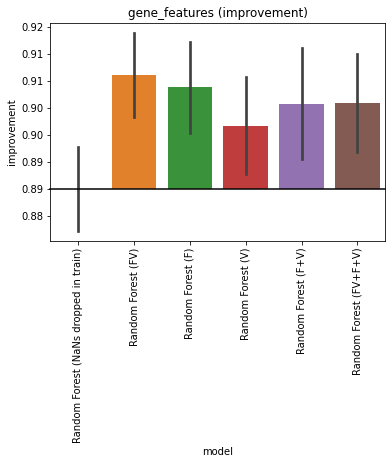 gene_features (improvement)
0.92
0.91
0.91
0.90
0.90
0.89
0.89
0.88
improvement
Random Forest (NaNs dropped in train)
Random Forest (FV)
Random Forest (F)
Random Forest (V)
Random Forest (F+V)
Random Forest (FV+F+V)
model